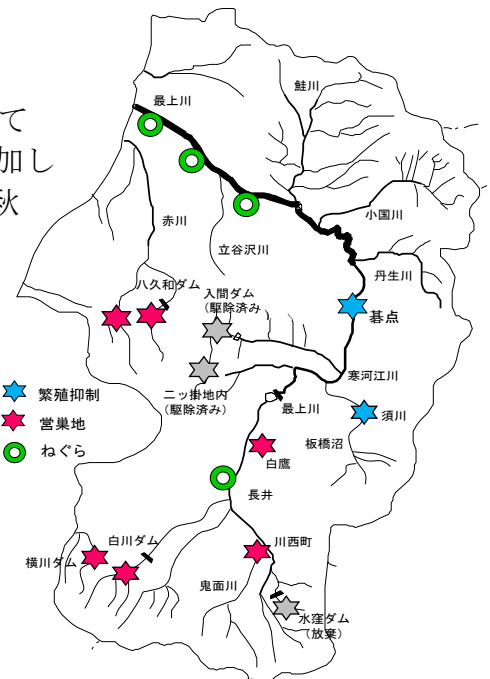 て
加し
秋
最上川
鮭川
小国川
赤川
立谷沢川
丹生川
八久和ダム
入間ダム
（駆除済み
碁点
寒河江川
二ッ掛地内
（駆除済み）
最上川
須川
板橋沼
白鷹
長井
繁殖抑制
営巣地
ねぐら
白川ダム
横川ダム
川西町
鬼面川
水窪ダム
（放棄）